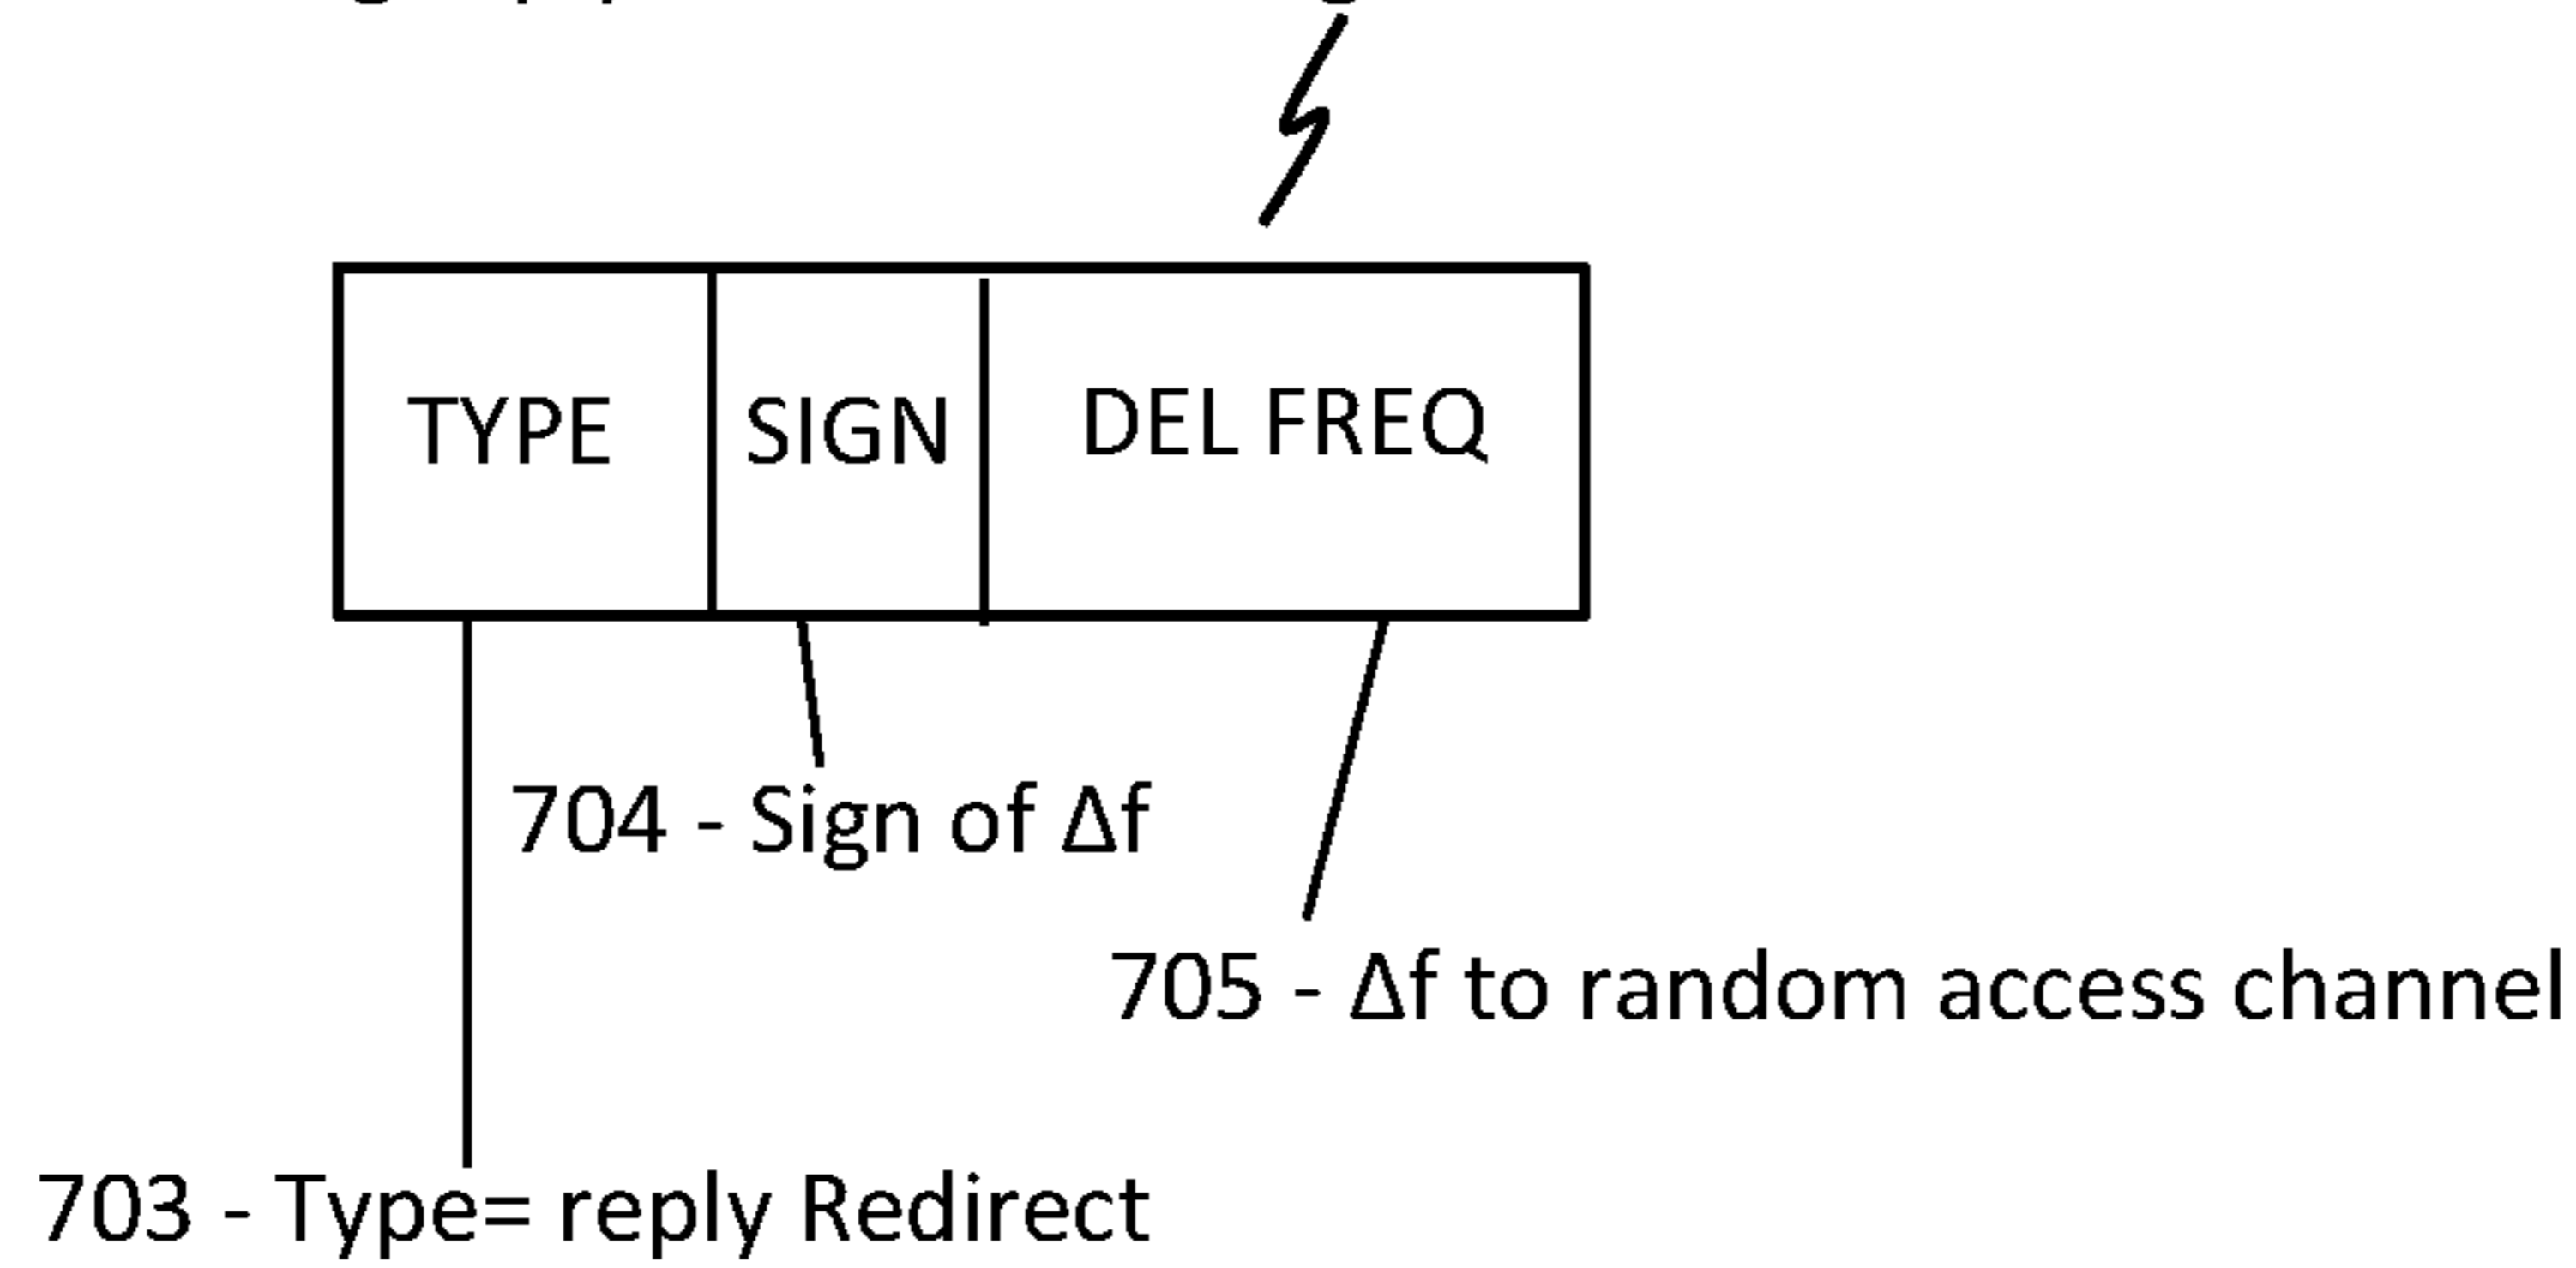 TYPE SIGN DEL FREQ
704 - Sign of Δf
705 - Δf to random access channel
703 - Type= reply Redirect